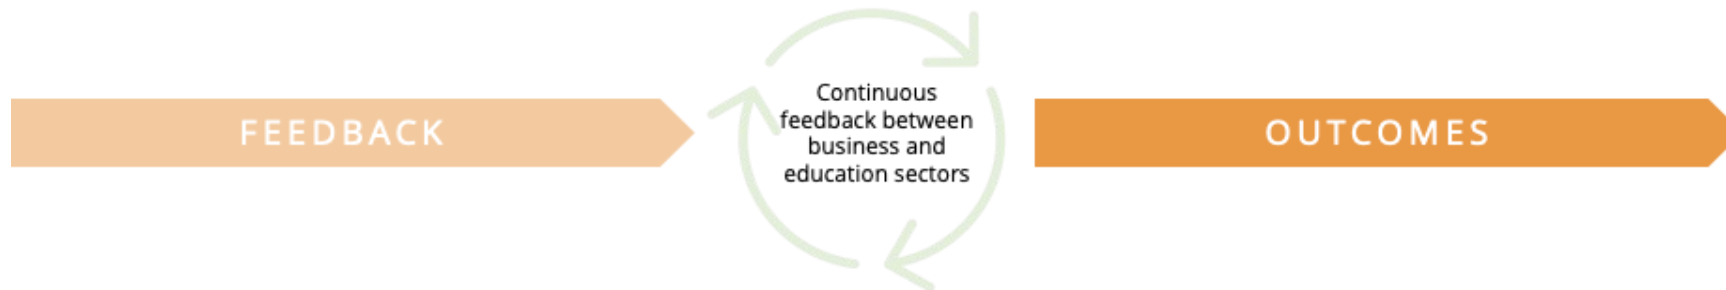 FEEDBACK
Continuous
feedback between
business and
education sectors
OUTCOMES